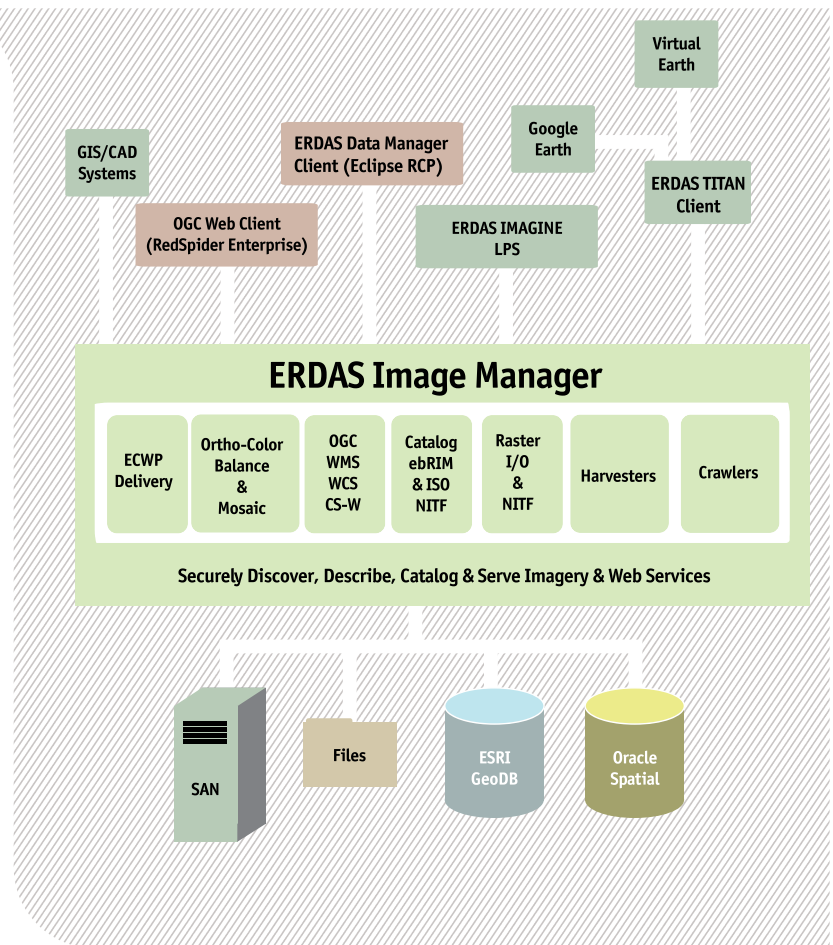 Virtual
Earth
Google
Earth
GIS/CAD
Systems
ERDAS Data Manager
Client (Eclipse RCP)
ERDAS TITAN
Client
OGC Web Client
(RedSpider Enterprise)
ERDAS IMAGINE
LPS
ERDAS Image Manager
ECWP
Delivery
Ortho-Color
Balance
&
Mosaic
OGC
WMS
WCS
CS-W
Catalog
ebRIM
& ISO
NITF
Raster
I/O
&
NITF
Harvesters
Crawlers
Securely Discover, Describe, Catalog & Serve Imagery & Web Services
SAN
Files
ESRI
GeoDB
Oracle
Spatial